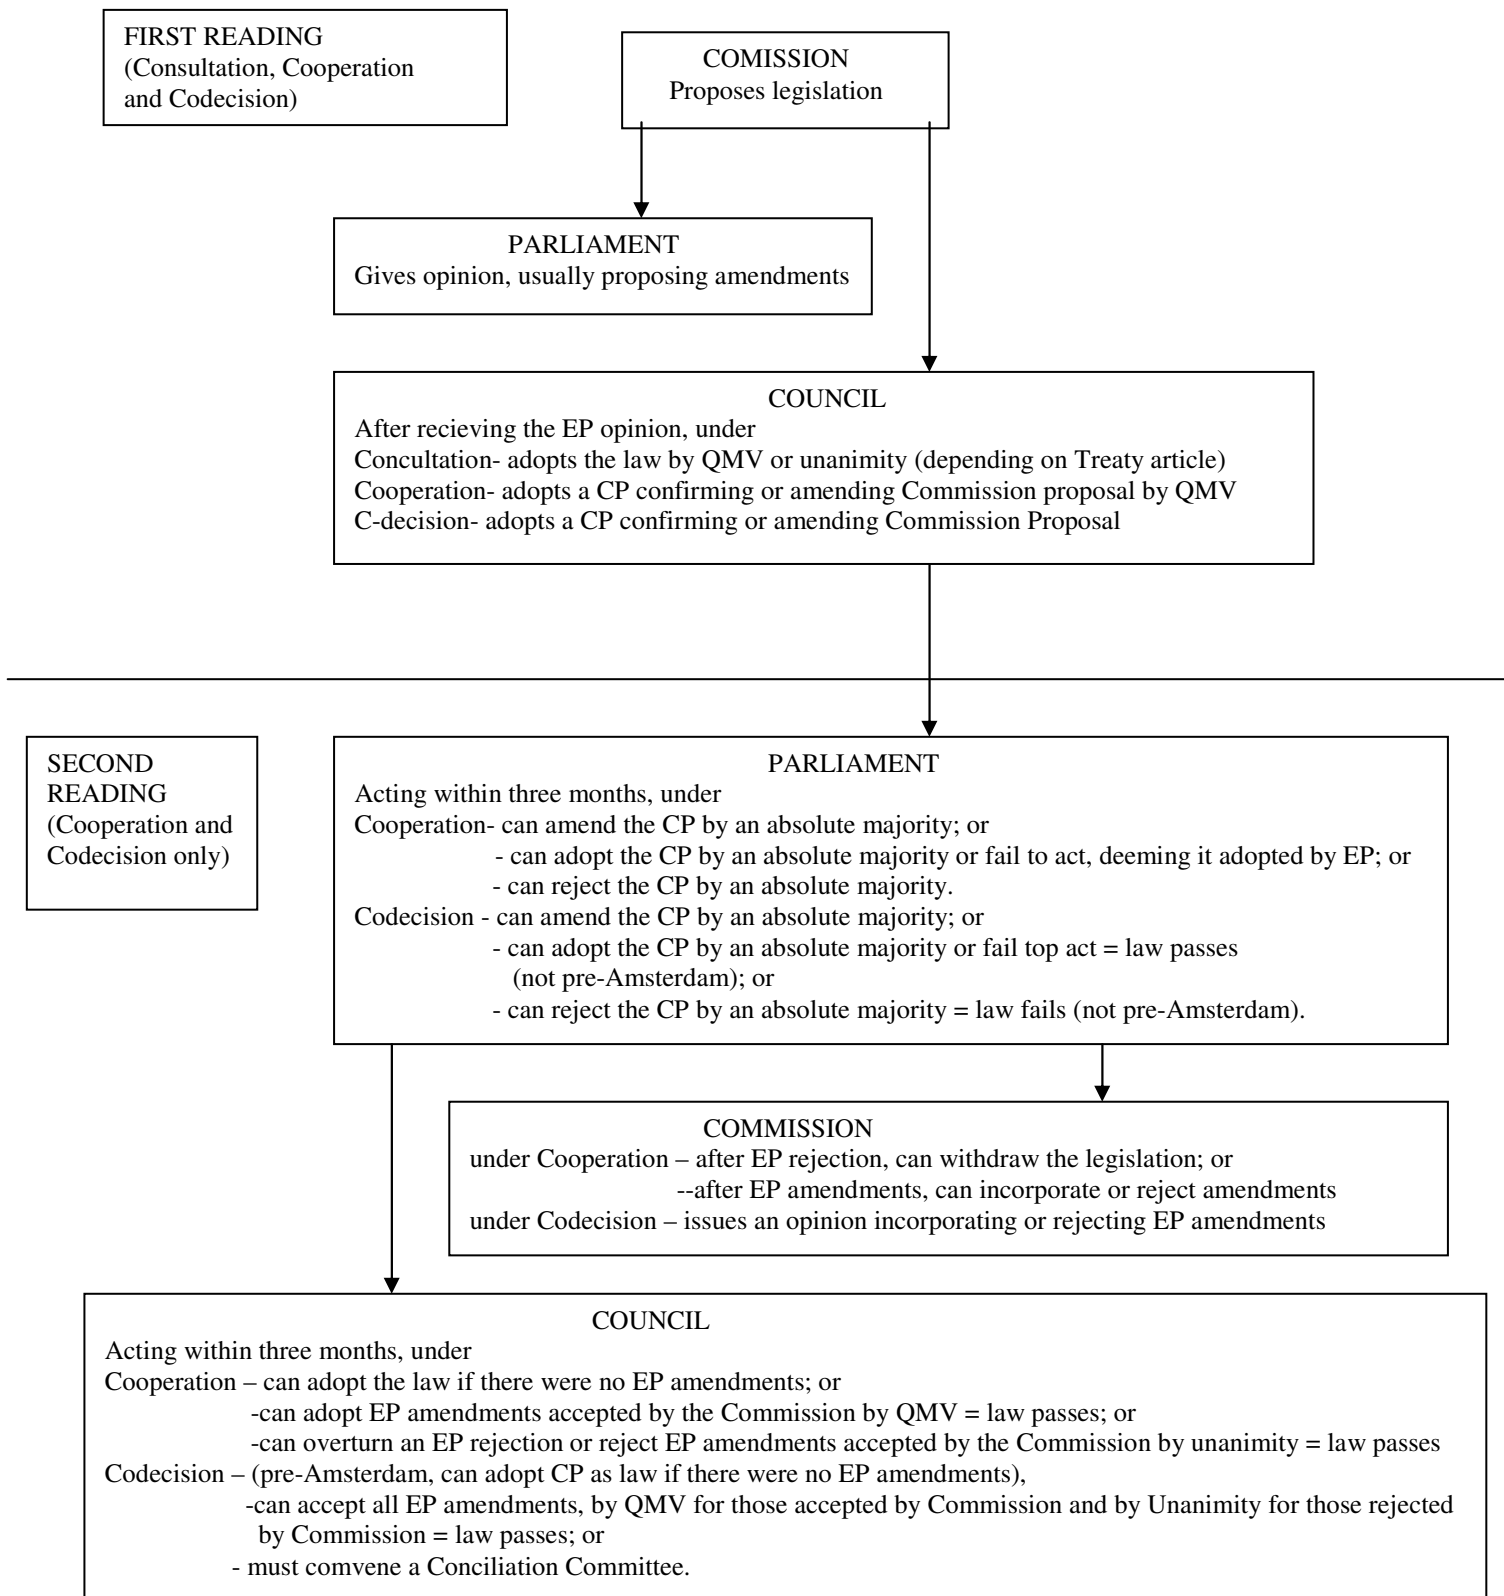 FIRST READING
(Consultation, Cooperation
and Codecision)
COMISSION
Proposes legislation
PARLIAMENT
Gives opinion, usually proposing amendments
COUNCIL
After recieving the EP opinion, under
Concultation- adopts the law by QMV or unanimity (depending on Treaty article)
Cooperation- adopts a CP confirming or amending Commission proposal by QMV
C-decision- adopts a CP confirming or amending Commission Proposal
SECOND
READING
(Cooperation and
Codecision only)
PARLIAMENT
Acting within three months, under
Cooperation- can amend the CP by an absolute majority; or
- can adopt the CP by an absolute majority or fail to act, deeming it adopted by EP; or
- can reject the CP by an absolute majority.
Codecision - can amend the CP by an absolute majority; or
- can adopt the CP by an absolute majority or fail top act = law passes
(not pre-Amsterdam); or
- can reject the CP by an absolute majority = law fails (not pre-Amsterdam).
COMMISSION
under Cooperation – after EP rejection, can withdraw the legislation; or
--after EP amendments, can incorporate or reject amendments
under Codecision – issues an opinion incorporating or rejecting EP amendments
COUNCIL
Acting within three months, under
Cooperation – can adopt the law if there were no EP amendments; or
-can adopt EP amendments accepted by the Commission by QMV = law passes; or
-can overturn an EP rejection or reject EP amendments accepted by the Commission by unanimity = law passes
Codecision – (pre-Amsterdam, can adopt CP as law if there were no EP amendments),
-can accept all EP amendments, by QMV for those accepted by Commission and by Unanimity for those rejected
by Commission = law passes; or
- must comvene a Conciliation Committee.